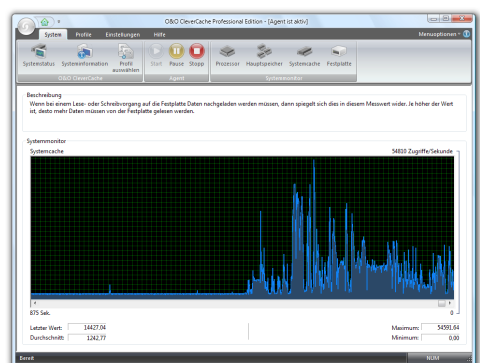 O&O CleverCache Professional Edition - [Agent ist aktiv]
System Profile Einstellungen Hilfe Menuoptionen
Systemstatus Systeminformation Profil auswählen Start Pause Stopp Prozessor Hauptspeicher Systemcache Festplatte
O&O CleverCache Agent Systemmonitor
Beschreibung
Wenn bei einem Lese- oder Schreibvorgang auf die Festplatte Daten nachgeladen werden müssen, dann spiegelt sich dies in diesem Messwert wider. Je höher der Wert
ist, desto mehr Daten müssen von der Festplatte gelesen werden.
Systemmonitor
Systemcache 54810 Zugriffe/Sekunde
875 Sek. 0
Letzter Wert: 14427,04 Maximum: 54591,64
Durchschnitt: 1242,77 Minimum: 0,00
Bereit NUM